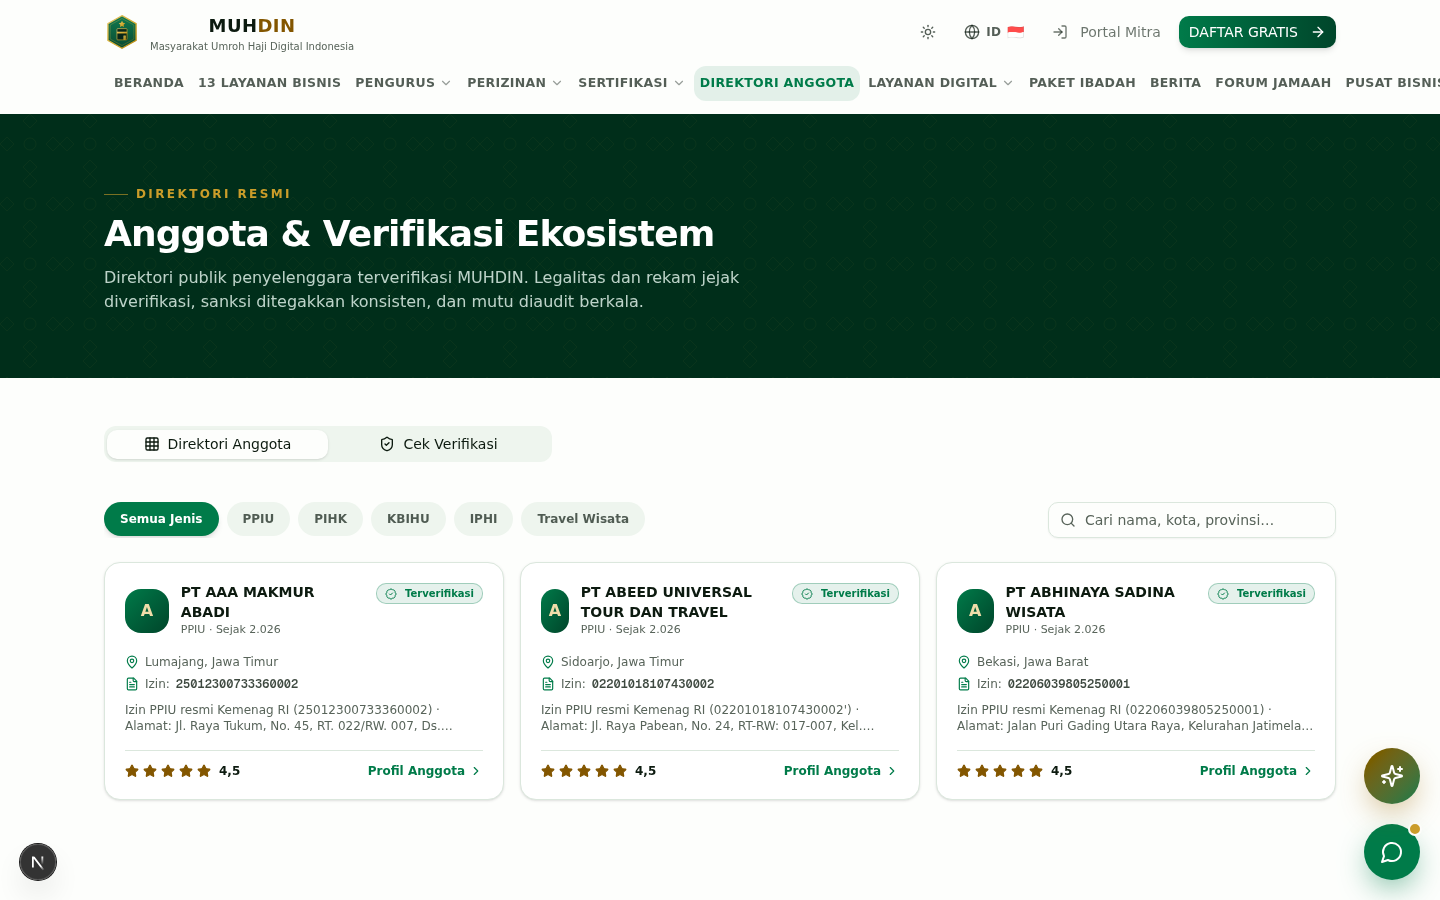 MUHDIN
Masyarakat Umroh Haji Digital Indonesia
ID
Portal Mitra
DAFTAR GRATIS
BERANDA
13 LAYANAN BISNIS
PENGURUS
PERIZINAN
SERTIFIKASI
DIREKTORI ANGGOTA
LAYANAN DIGITAL
PAKET IBADAH
BERITA
FORUM JAMAAH
PUSAT BISNIS
DIREKTORI RESMI
Anggota & Verifikasi Ekosistem
Direktori publik penyelenggara terverifikasi MUHDIN. Legalitas dan rekam jejak
diverifikasi, sanksi ditegakkan konsisten, dan mutu diaudit berkala.
Direktori Anggota
Cek Verifikasi
Semua Jenis
PPIU
PIHK
KBIHU
IPHI
Travel Wisata
Cari nama, kota, provinsi...
A
PT AAA MAKMUR
ABADI
Terverifikasi
PPIU · Sejak 2.026
Lumajang, Jawa Timur
Izin: 25012300733360002
Izin PPIU resmi Kemenag RI (25012300733360002) ·
Alamat: Jl. Raya Tukum, No. 45, RT. 022/RW. 007, Ds....
4,5
Profil Anggota
A
PT ABEED UNIVERSAL
TOUR DAN TRAVEL
Terverifikasi
PPIU · Sejak 2.026
Sidoarjo, Jawa Timur
Izin: 02201018107430002
Izin PPIU resmi Kemenag RI (02201018107430002') ·
Alamat: Jl. Raya Pabean, No. 24, RT-RW: 017-007, Kel....
4,5
Profil Anggota
A
PT ABHINAYA SADINA
WISATA
Terverifikasi
PPIU · Sejak 2.026
Bekasi, Jawa Barat
Izin: 02206039805250001
Izin PPIU resmi Kemenag RI (02206039805250001) ·
Alamat: Jalan Puri Gading Utara Raya, Kelurahan Jatimela...
4,5
Profil Anggota
N